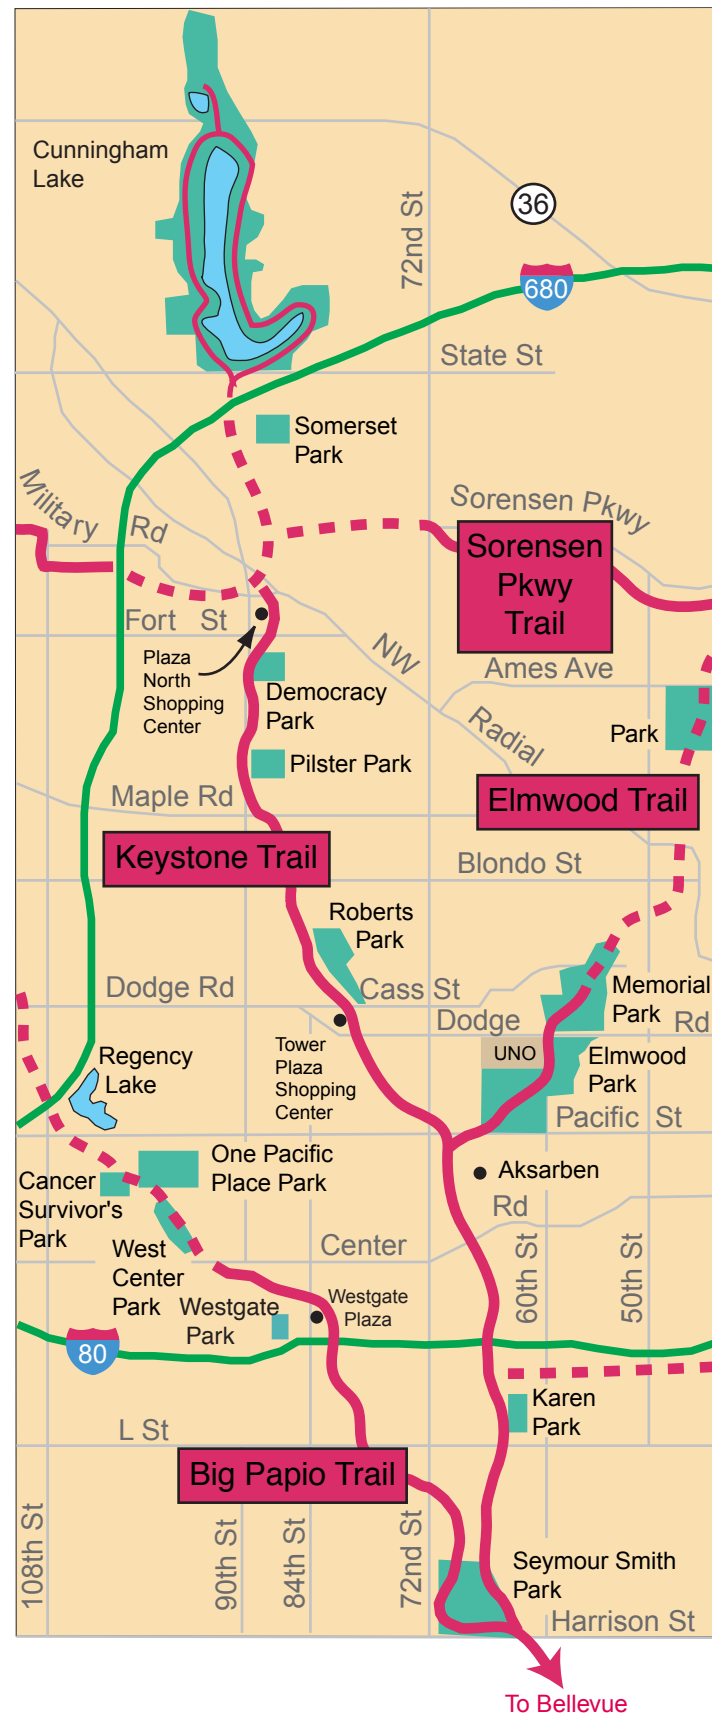 Cunningham
Lake
72nd St
36
680
State St
Somerset
Park
Military
Rd
Sorensen Pkwy
Sorensen
Pkwy
Trail
Fort St
NW
Radial
Plaza
North
Shopping
Center
Ames Ave
Democracy
Park
Park
Pilster Park
Maple Rd
Elmwood Trail
Keystone Trail
Blondo St
Roberts
Park
Dodge Rd
Cass St
Memorial
Park
Dodge
Rd
Tower
Plaza
Shopping
Center
UNO
Elmwood
Park
Regency
Lake
Pacific St
One Pacific
Place Park
Cancer
Survivor's
Park
Aksarben
Rd
West
Center
Park
Center
60th St
50th St
Westgate
Park
Westgate
Plaza
80
Karen
Park
L St
Big Papio Trail
108th St
90th St
84th St
72nd St
Seymour Smith
Park
Harrison St
To Bellevue